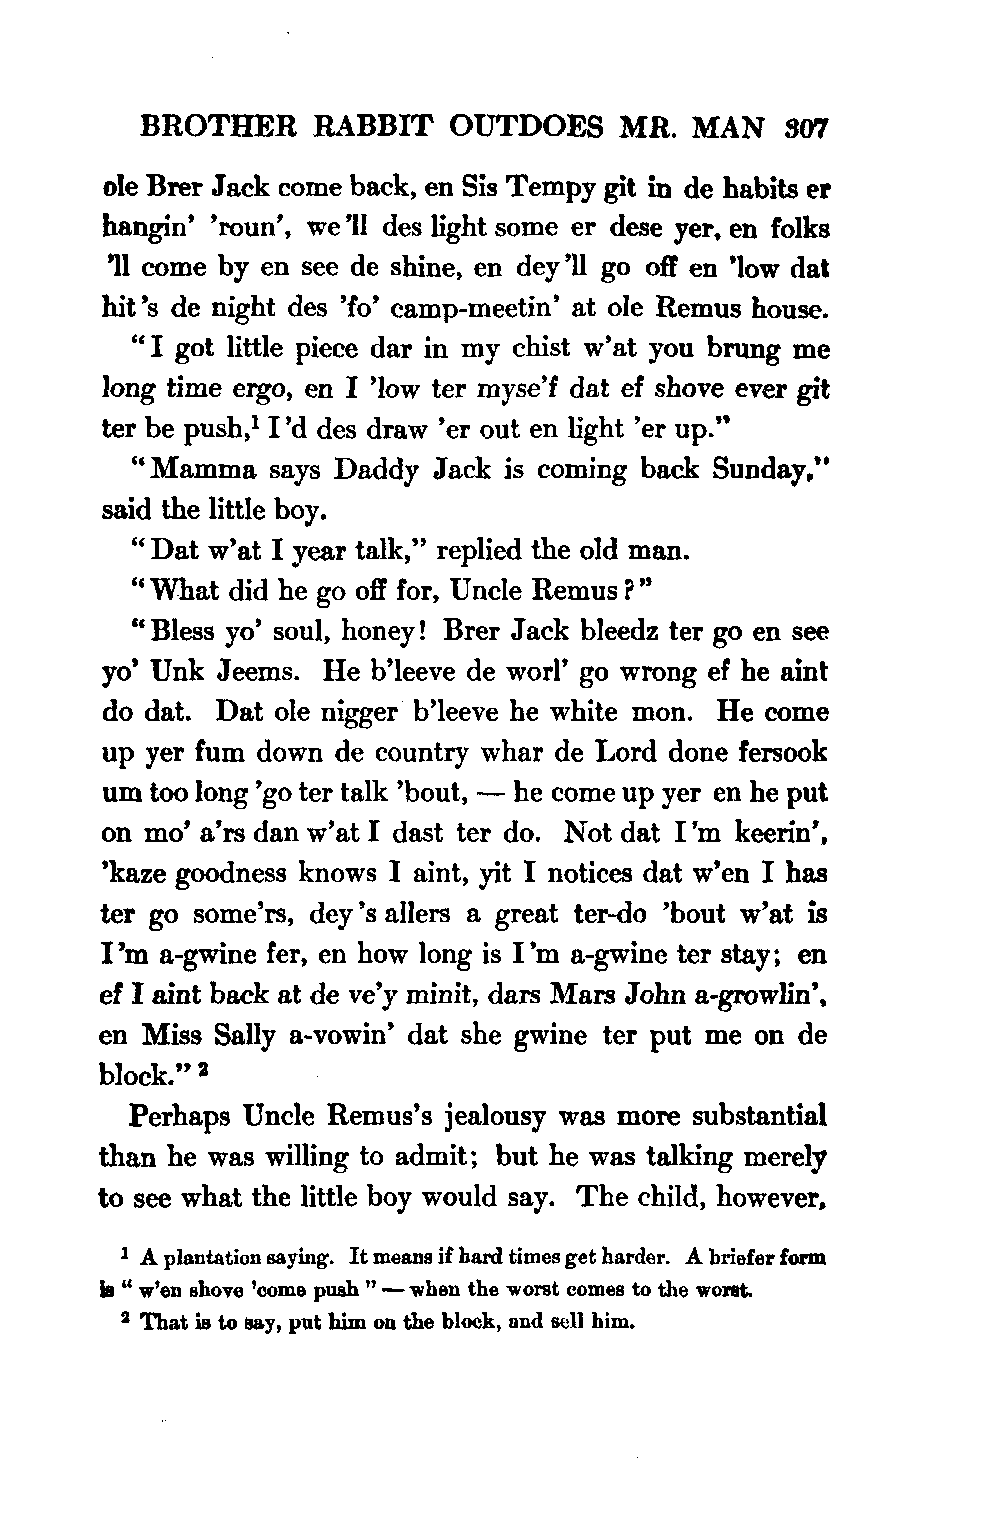 BROTHER RABBIT OUTDOES MR. MAN 307
ole Brer Jack come back, en Sis Tempy git in de habits er
hangin' 'roun', we'll des light some er dese yer, en folks
'll come by en see de shine, en dey'll go off en 'low dat
hit's de night des 'fo' camp-meetin' at ole Remus house.
"I got little piece dar in my chist w'at you brung me
long time ergo, en I 'low ter myse'f dat ef shove ever git
ter be push,¹ I'd des draw 'er out en light 'er up."
"Mamma says Daddy Jack is coming back Sunday,"
said the little boy.
"Dat w'at I year talk," replied the old man.
"What did he go off for, Uncle Remus?"
"Bless yo' soul, honey! Brer Jack bleedz ter go en see
yo' Unk Jeems. He b'leeve de worl' go wrong ef he aint
do dat. Dat ole nigger b'leeve he white mon. He come
up yer fum down de country whar de Lord done fersook
um too long 'go ter talk 'bout, — he come up yer en he put
on mo' a'rs dan w'at I dast ter do. Not dat I'm keerin',
'kaze goodness knows I aint, yit I notices dat w'en I has
ter go some'rs, dey's allers a great ter-do 'bout w'at is
I'm a-gwine fer, en how long is I'm a-gwine ter stay; en
ef I aint back at de ve'y minit, dars Mars John a-growlin',
en Miss Sally a-vowin' dat she gwine ter put me on de
block." ²
Perhaps Uncle Remus's jealousy was more substantial
than he was willing to admit; but he was talking merely
to see what the little boy would say. The child, however,
¹ A plantation saying. It means if hard times get harder. A briefer form
is "w'en shove 'come push" — when the worst comes to the worst.
² That is to say, put him on the block, and sell him.